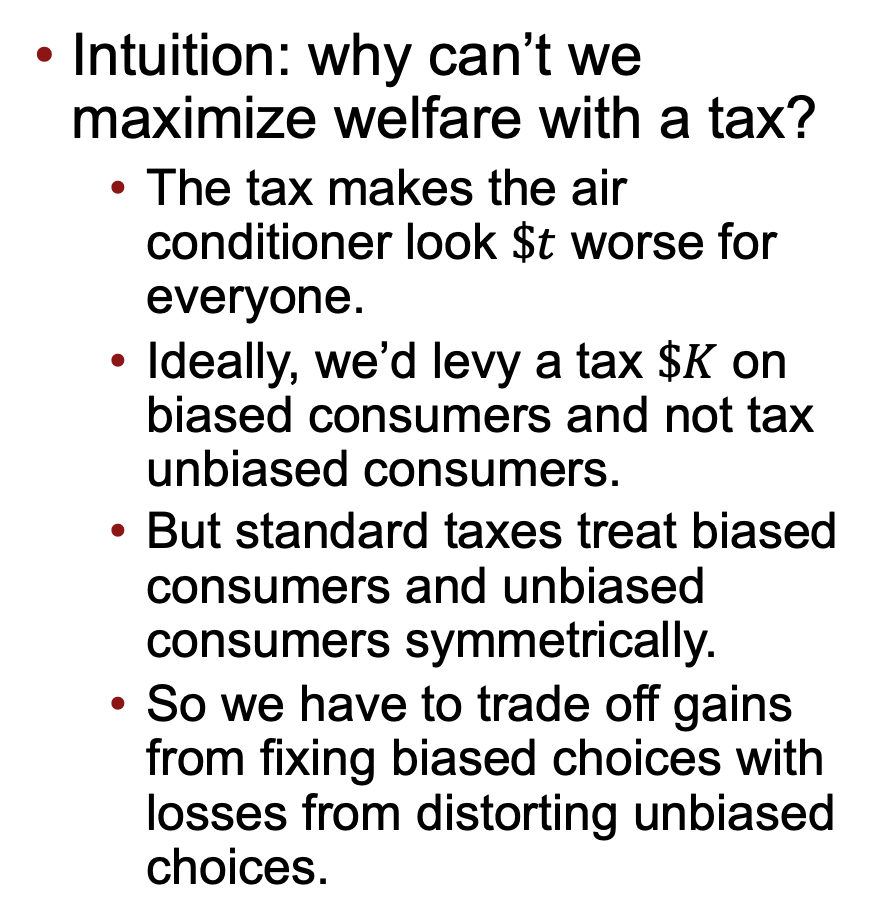 • Intuition: why can’t we
maximize welfare with a tax?
• The tax makes the air
conditioner look $t worse for
everyone.
• Ideally, we’d levy a tax $K on
biased consumers and not tax
unbiased consumers.
• But standard taxes treat biased
consumers and unbiased
consumers symmetrically.
• So we have to trade off gains
from fixing biased choices with
losses from distorting unbiased
choices.